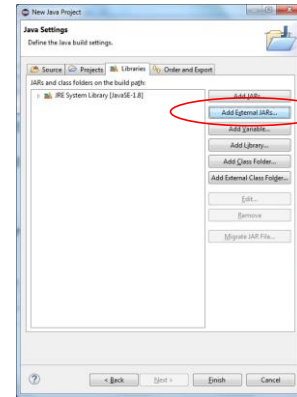 New Java Project
Java Settings
Define the Java build settings.
Source Projects Libraries Order and Export
JARs and class folders on the build path:
JRE System Library [JavaSE-1.8]
Add JARs...
Add External JARs...
Add Variable...
Add Library...
Add Class Folder...
Add External Class Folder...
Edit...
Remove
Migrate JAR File...
? < Back Next > Finish Cancel